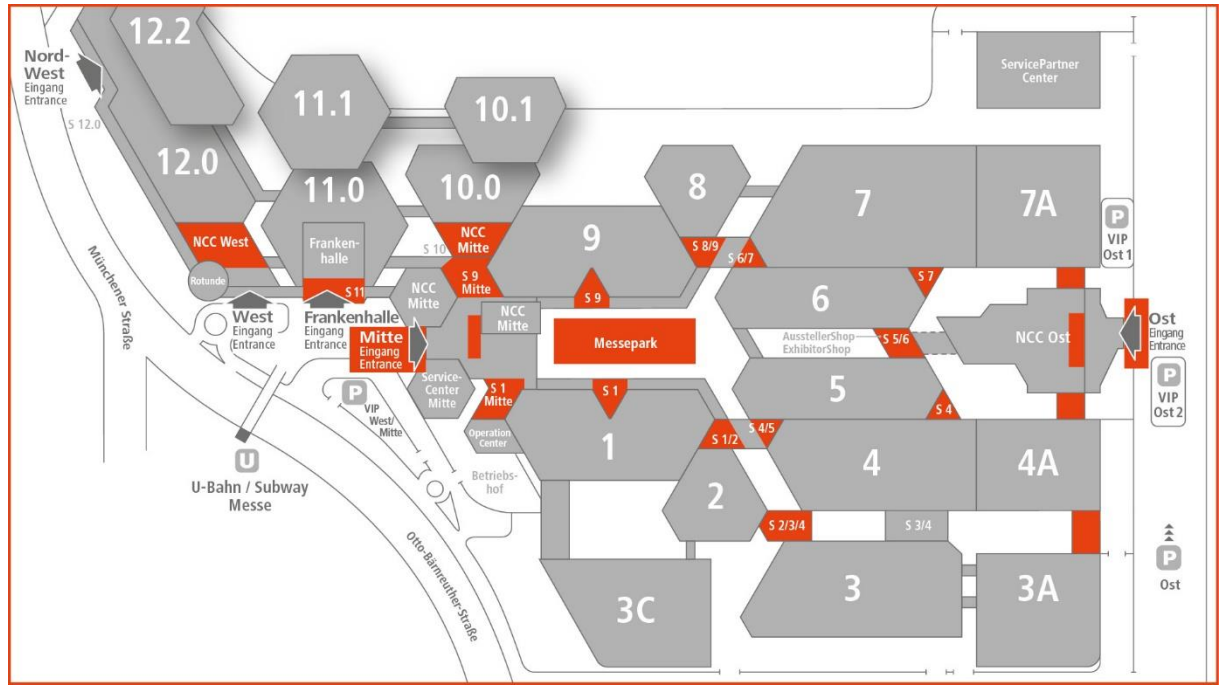 12.2
Nord-
West
Eingang
Entrance
S 12.0
12.0
11.1
10.1
ServicePartner
Center
11.0
10.0
8
7
7A
P
VIP
Ost 1
NCC West
Franken-
halle
S 10
NCC
Mitte
9
S 8/9
S 6/7
Rotunde
S 11
NCC
Mitte
S 9
Mitte
S 9
6
S 7
Münchener Straße
West
Eingang
(Entrance
Frankenhalle
Eingang
Entrance
Mitte
Eingang
Entrance
NCC
Mitte
Messepark
AusstellerShop
ExhibitorShop
S 5/6
NCC Ost
Ost
Eingang
Entrance
P
VIP
Ost 2
Service-
Center
Mitte
S 1
Mitte
S 1
5
S 4
P
VIP
West/
Mitte
Operation
Center
1
S 1/2
S 4/5
4
4A
U
U-Bahn / Subway
Messe
Betriebs-
hof
2
S 2/3/4
S 3/4
P
Ost
Otto-Bärnreuther-Straße
3C
3
3A